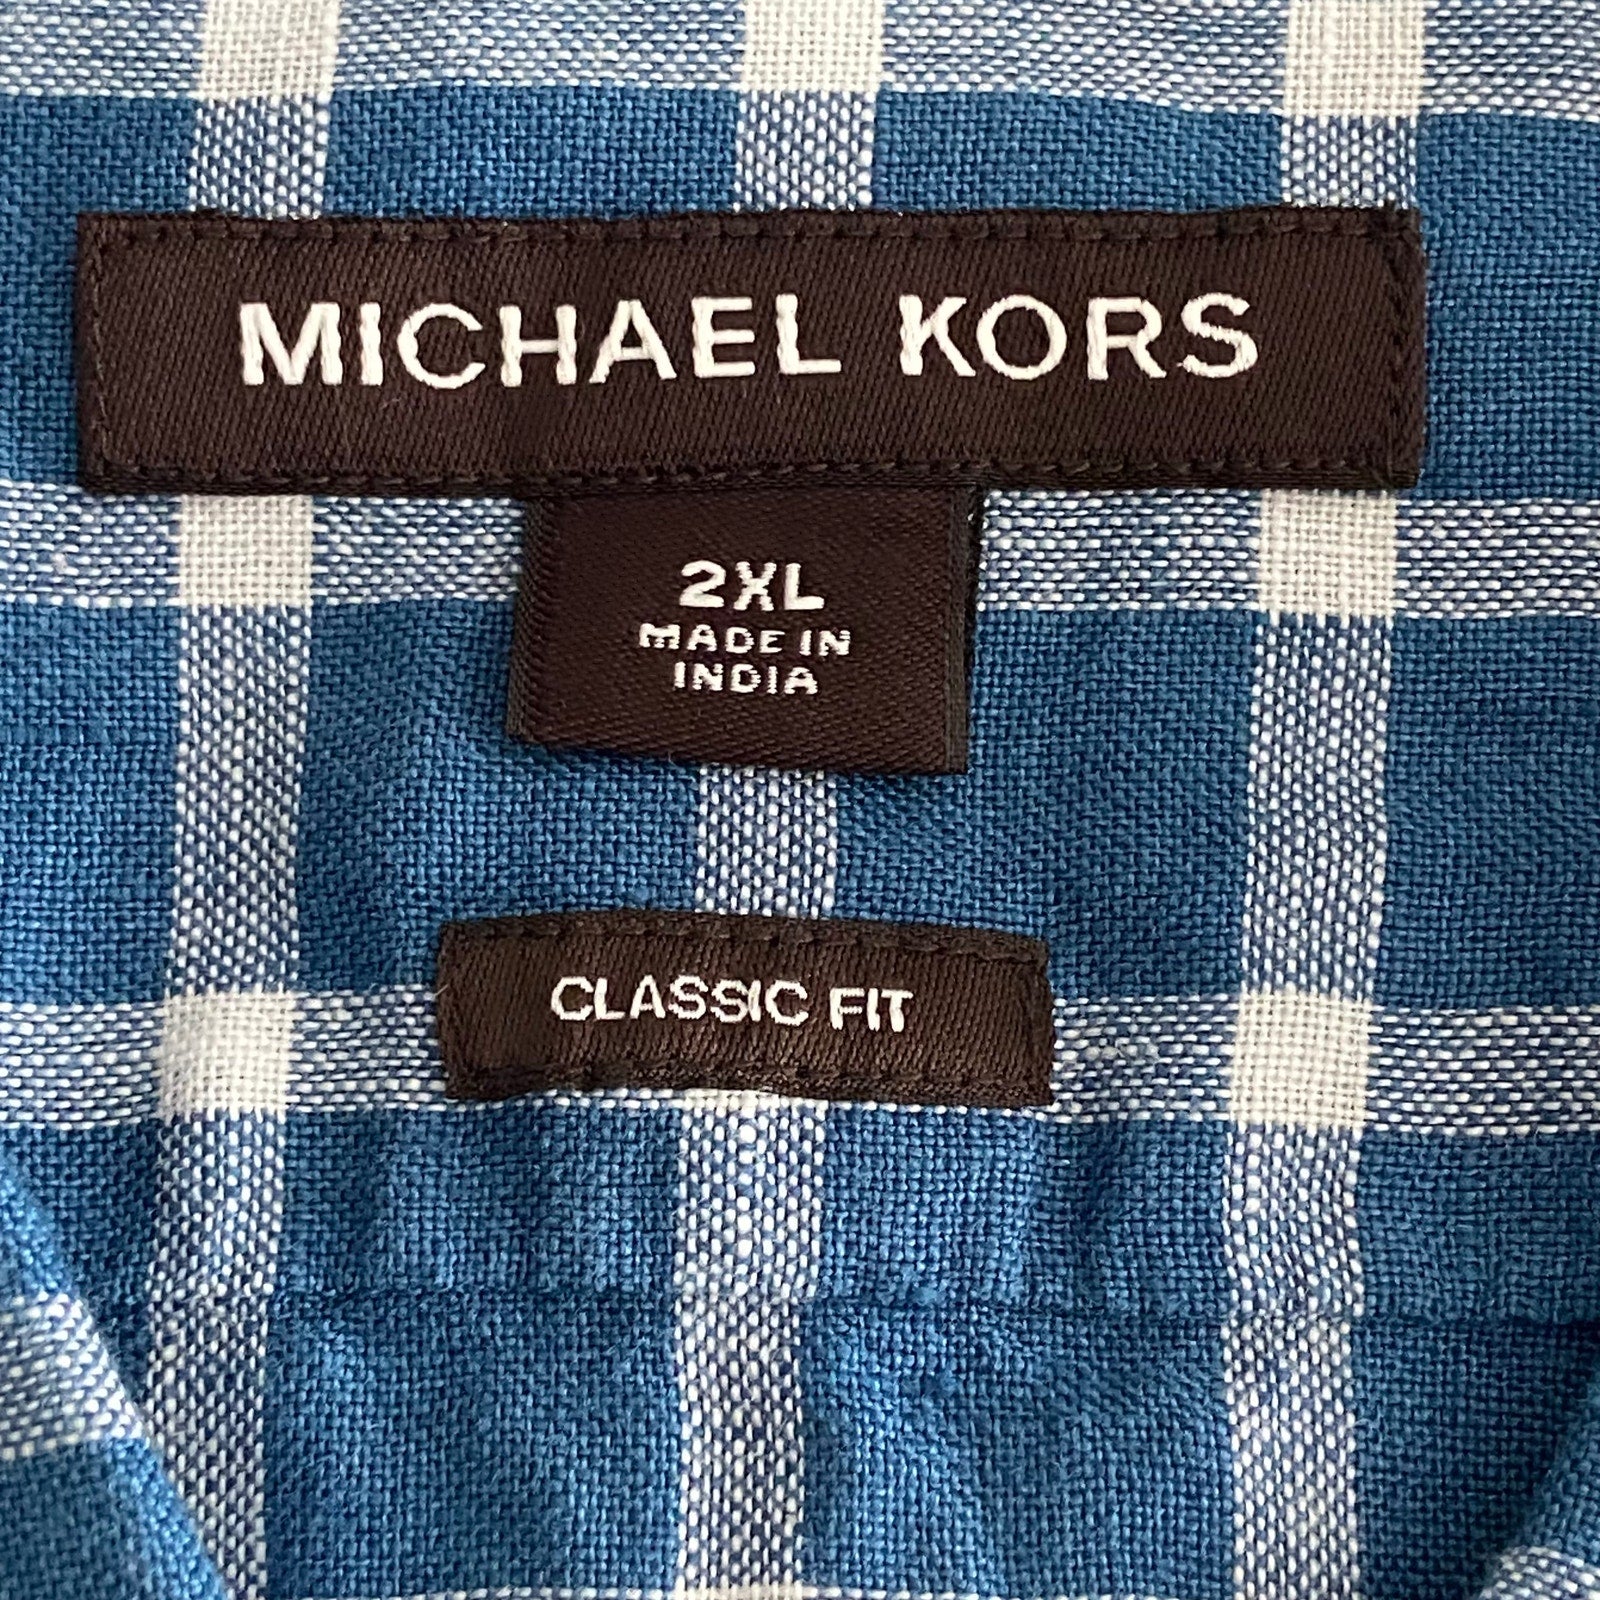 MICHAEL KORS
2XL
MADE IN
INDIA
CLASSIC FIT